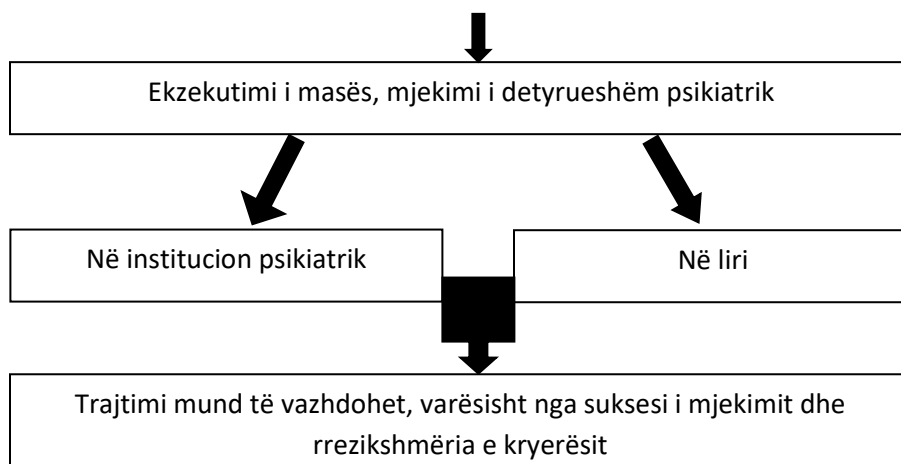 Ekzekutimi i masës, mjekimi i detyrueshëm psikiatrik
Në institucion psikiatrik
Në liri
Trajtimi mund të vazhdohet, varësisht nga suksesi i mjekimit dhe
rrezikshmëria e kryerësit